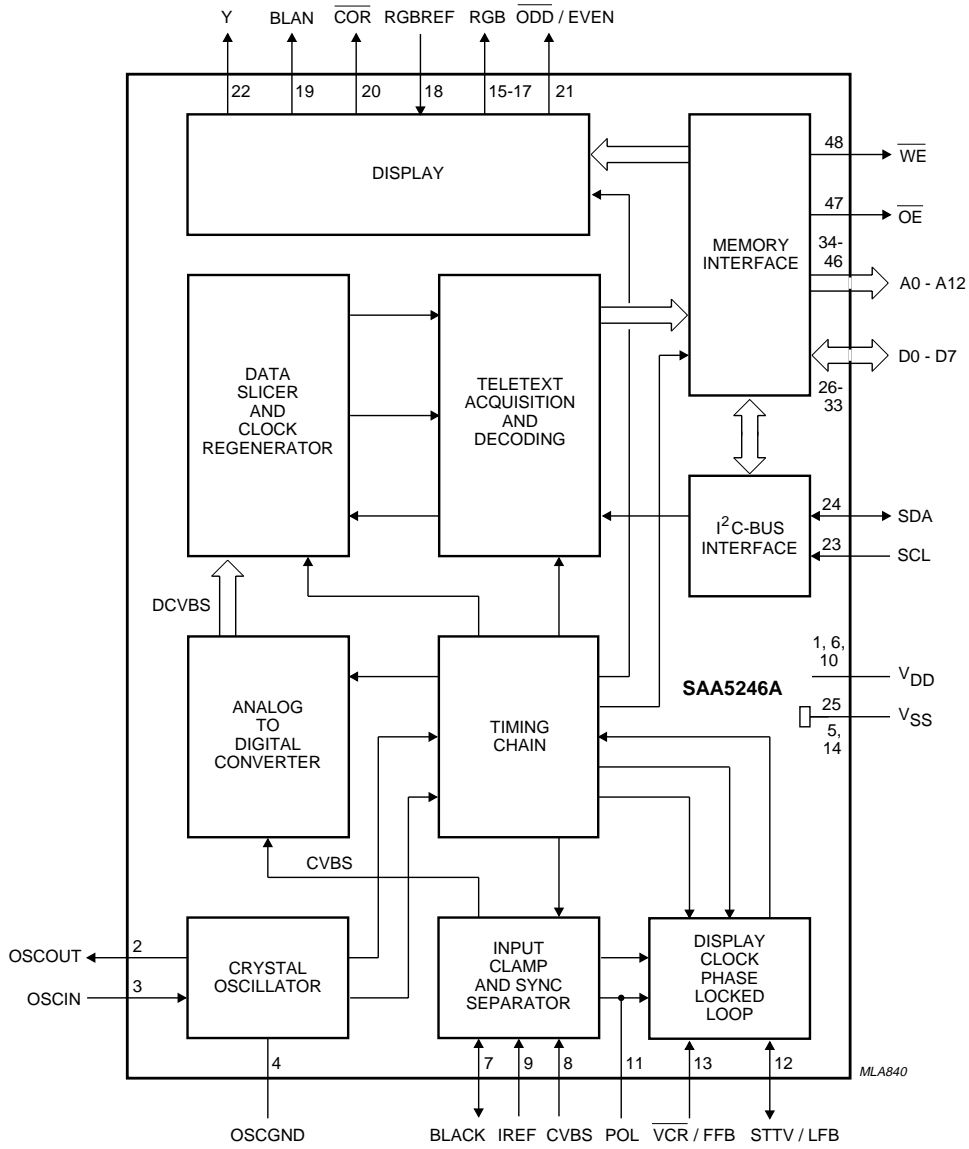 Y BLAN COR RGBREF RGB ODD / EVEN
22 19 20 18 15-17 21
DISPLAY
MEMORY
INTERFACE
48 WE
47 OE
34-
46
A0 - A12
D0 - D7
26-
33
DATA
SLICER
AND
CLOCK
REGENERATOR
TELETEXT
ACQUISITION
AND
DECODING
I2C-BUS
INTERFACE
24 SDA
23 SCL
DCVBS
ANALOG
TO
DIGITAL
CONVERTER
TIMING
CHAIN
SAA5246A
1, 6,
10
VDD
25
VSS
5,
14
CVBS
OSCOUT 2
OSCIN 3
CRYSTAL
OSCILLATOR
INPUT
CLAMP
AND SYNC
SEPARATOR
DISPLAY
CLOCK
PHASE
LOCKED
LOOP
4 7 9 8 11 13 12
MLA840
OSCGND BLACK IREF CVBS POL VCR / FFB STTV / LFB